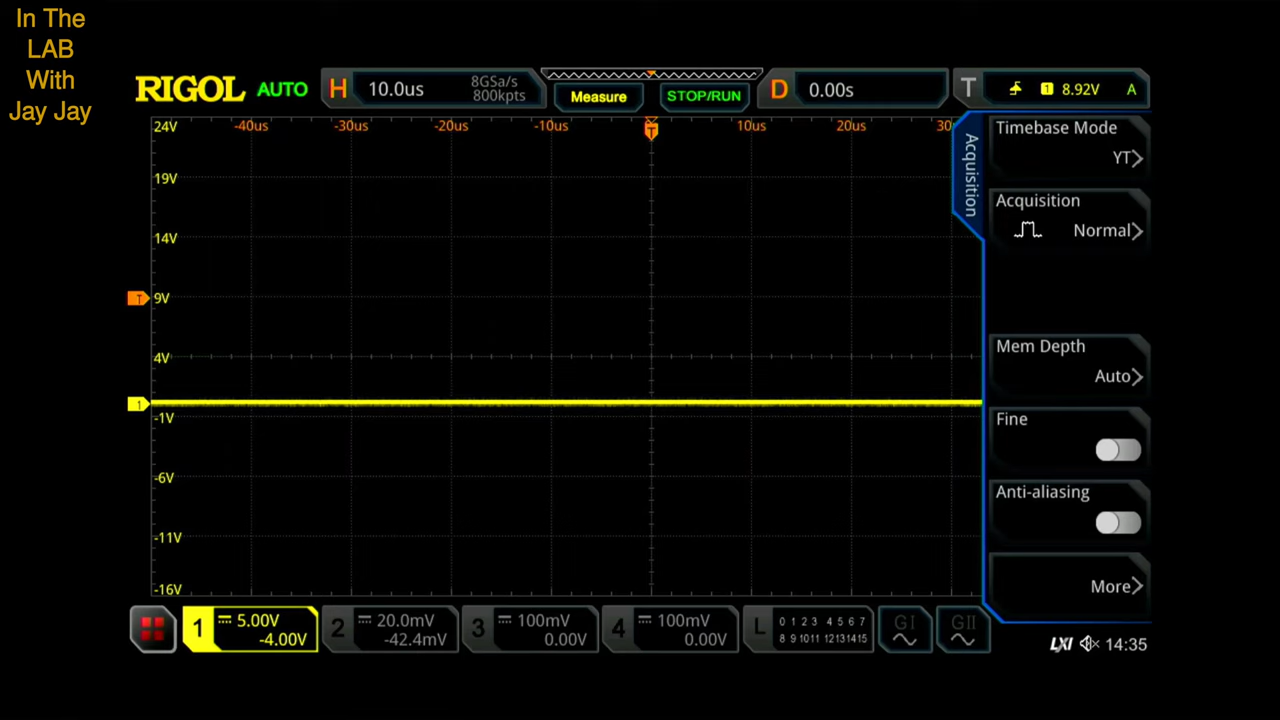 In The
LAB
With
Jay Jay
RIGOL AUTO H 10.0us 8GSa/s 800kpts Measure STOP/RUN D 0.00s T 1 8.92V A
24V -40us -30us -20us -10us T 10us 20us 30
19V
14V
T 9V
4V
1
-1V
-6V
-11V
-16V
Acquisition
Timebase Mode
YT>
Acquisition
Normal>
Mem Depth
Auto>
Fine
Anti-aliasing
More>
1 5.00V -4.00V
2 20.0mV -42.4mV
3 100mV 0.00V
4 100mV 0.00V
L 0 1 2 3 4 5 6 7
8 9 10 11 12 13 14 15
GI GII
LXI 14:35